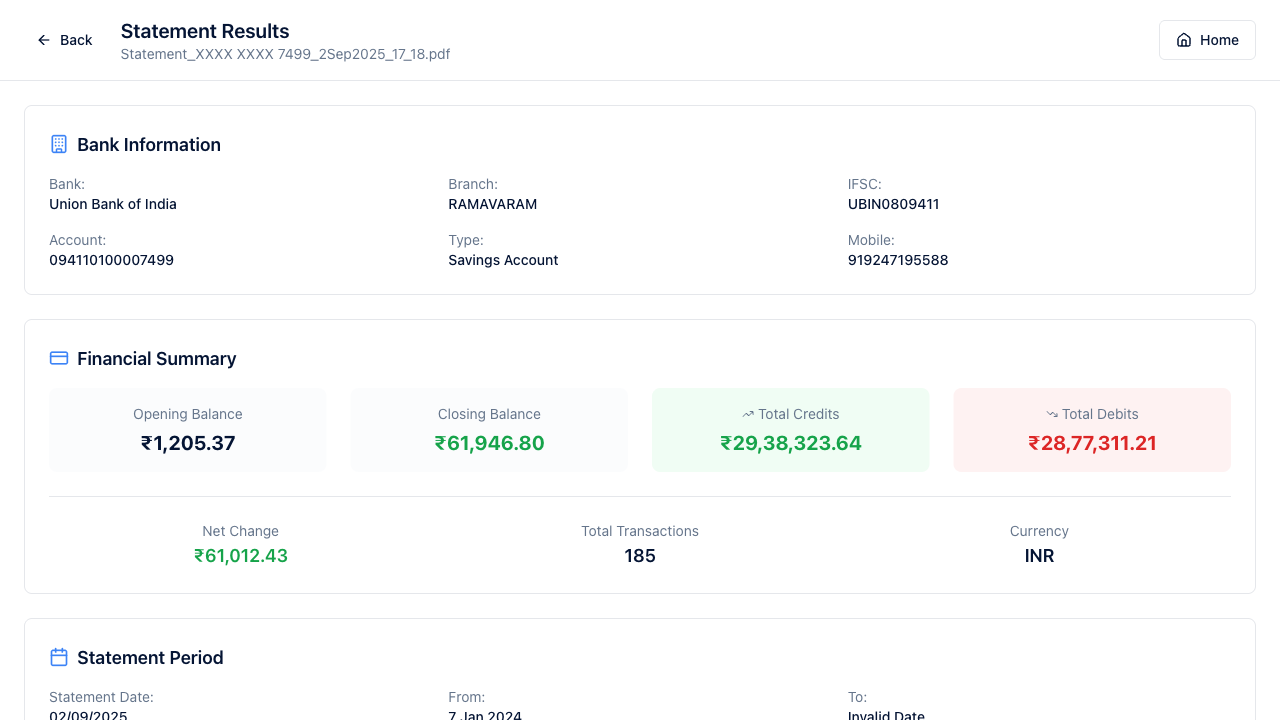 Back
Statement Results
Statement_XXXX XXXX 7499_2Sep2025_17_18.pdf
Home
Bank Information
Bank: Branch: IFSC:
Union Bank of India RAMAVARAM UBIN0809411
Account: Type: Mobile:
094110100007499 Savings Account 919247195588
Financial Summary
Opening Balance Closing Balance Total Credits Total Debits
₹1,205.37 ₹61,946.80 ₹29,38,323.64 ₹28,77,311.21
Net Change Total Transactions Currency
₹61,012.43 185 INR
Statement Period
Statement Date: From: To:
02/09/2025 7 Jan 2024 Invalid Date